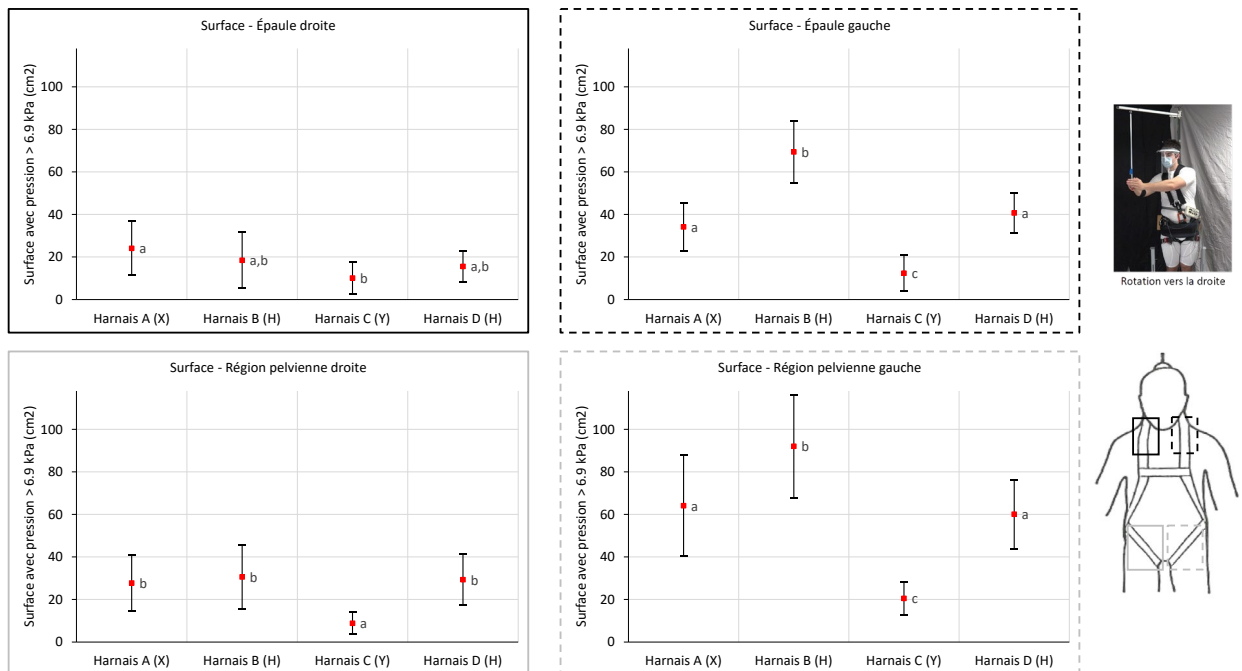 Surface - Épaule droite
Surface avec pression > 6.9 kPa (cm2)
100
80
60
40
20
0
a
a,b
b
a,b
Harnais A (X)
Harnais B (H)
Harnais C (Y)
Harnais D (H)
Surface - Épaule gauche
Surface avec pression > 6.9 kPa (cm2)
100
80
60
40
20
0
a
b
c
a
Harnais A (X)
Harnais B (H)
Harnais C (Y)
Harnais D (H)
Rotation vers la droite
Surface - Région pelvienne droite
Surface avec pression > 6.9 kPa (cm2)
100
80
60
40
20
0
b
b
a
b
Harnais A (X)
Harnais B (H)
Harnais C (Y)
Harnais D (H)
Surface - Région pelvienne gauche
Surface avec pression > 6.9 kPa (cm2)
100
80
60
40
20
0
a
b
c
a
Harnais A (X)
Harnais B (H)
Harnais C (Y)
Harnais D (H)